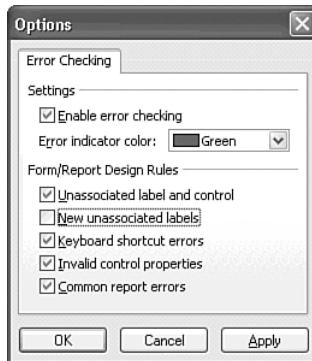 Options
Error Checking
Settings
Enable error checking
Error indicator color: Green
Form/Report Design Rules
Unassociated label and control
New unassociated labels
Keyboard shortcut errors
Invalid control properties
Common report errors
OK Cancel Apply